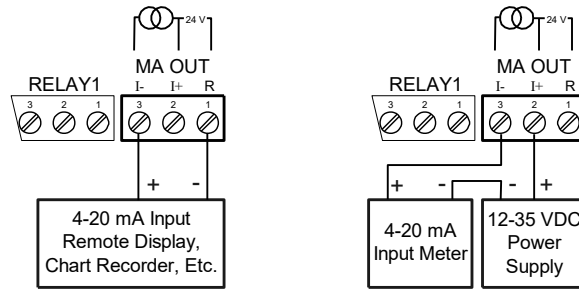 24 V
MA OUT
RELAY1
I- I+ R
3 2 1
3 2 1
+ -
4-20 mA Input
Remote Display,
Chart Recorder, Etc.
24 V
MA OUT
RELAY1
I- I+ R
3 2 1
3 2 1
+ - - +
4-20 mA
Input Meter
12-35 VDC
Power
Supply